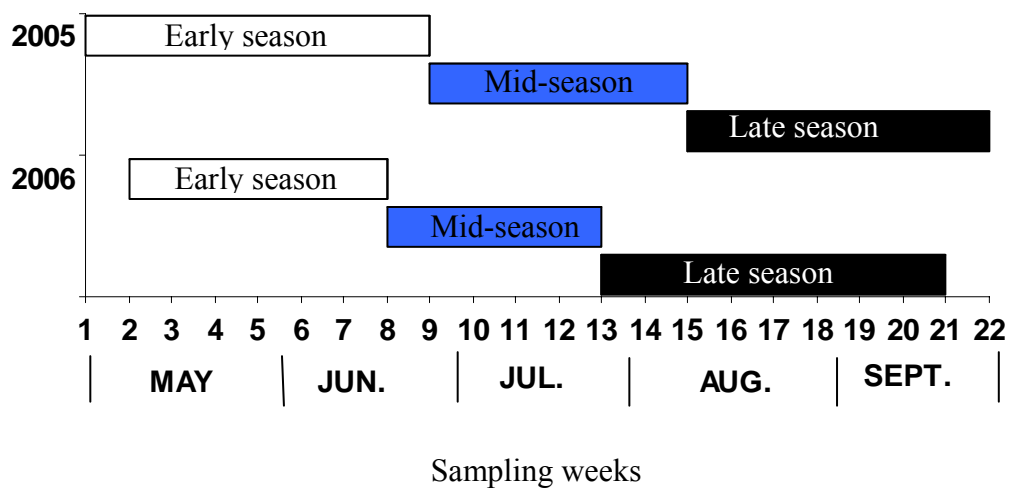 2005
Early season
Mid-season
Late season
2006
Early season
Mid-season
Late season
1 2 3 4 5 6 7 8 9 10 11 12 13 14 15 16 17 18 19 20 21 22
MAY JUN. JUL. AUG. SEPT.
Sampling weeks